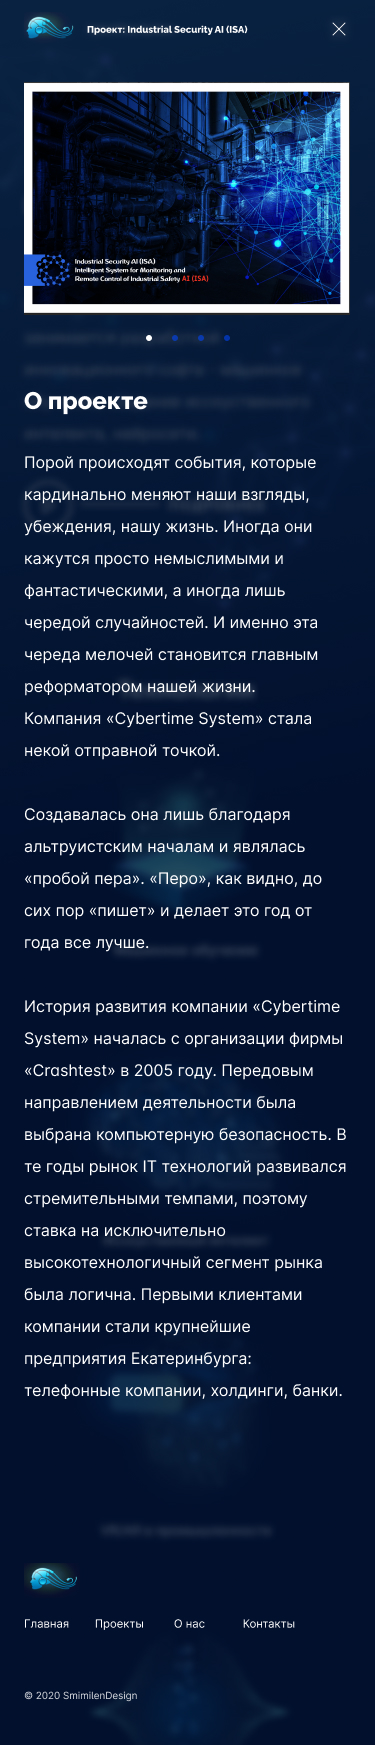 Проект: Industrial Security AI (ISA)
Industrial Security AI (ISA)
Intelligent System for Monitoring and
Remote Control of Industrial Safety AI (ISA)
О проекте
Порой происходят события, которые
кардинально меняют наши взгляды,
убеждения, нашу жизнь. Иногда они
кажутся просто немыслимыми и
фантастическими, а иногда лишь
чередой случайностей. И именно эта
череда мелочей становится главным
реформатором нашей жизни.
Компания «Cybertime System» стала
некой отправной точкой.
Создавалась она лишь благодаря
альтруистским началам и являлась
«пробой пера». «Перо», как видно, до
сих пор «пишет» и делает это год от
года все лучше.
История развития компании «Cybertime
System» началась с организации фирмы
«Crashtest» в 2005 году. Передовым
направлением деятельности была
выбрана компьютерную безопасность. В
те годы рынок IT технологий развивался
стремительными темпами, поэтому
ставка на исключительно
высокотехнологичный сегмент рынка
была логична. Первыми клиентами
компании стали крупнейшие
предприятия Екатеринбурга:
телефонные компании, холдинги, банки.
Главная Проекты О нас Контакты
© 2020 SmimilenDesign